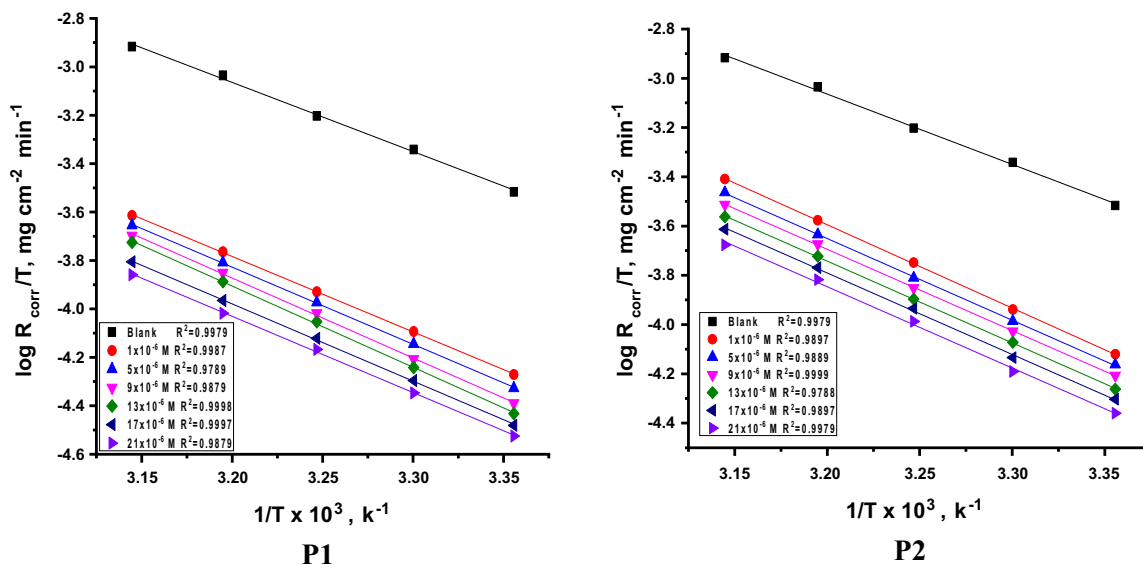 log R_corr/T, mg cm⁻² min⁻¹
-2.8
-3.0
-3.2
-3.4
-3.6
-3.8
-4.0
-4.2
-4.4
-4.6
Blank R²=0.9979
1x10⁻⁶ M R²=0.9987
5x10⁻⁶ M R²=0.9789
9x10⁻⁶ M R²=0.9879
13x10⁻⁶ M R²=0.9998
17x10⁻⁶ M R²=0.9997
21x10⁻⁶ M R²=0.9879
3.15 3.20 3.25 3.30 3.35
1/T x 10³ , k⁻¹
P1
log R_corr/T, mg cm⁻² min⁻¹
-2.8
-3.0
-3.2
-3.4
-3.6
-3.8
-4.0
-4.2
-4.4
Blank R²=0.9979
1x10⁻⁶ M R²=0.9897
5x10⁻⁶ M R²=0.9889
9x10⁻⁶ M R²=0.9999
13x10⁻⁶ M R²=0.9788
17x10⁻⁶ M R²=0.9897
21x10⁻⁶ M R²=0.9979
3.15 3.20 3.25 3.30 3.35
1/T x 10³ , k⁻¹
P2